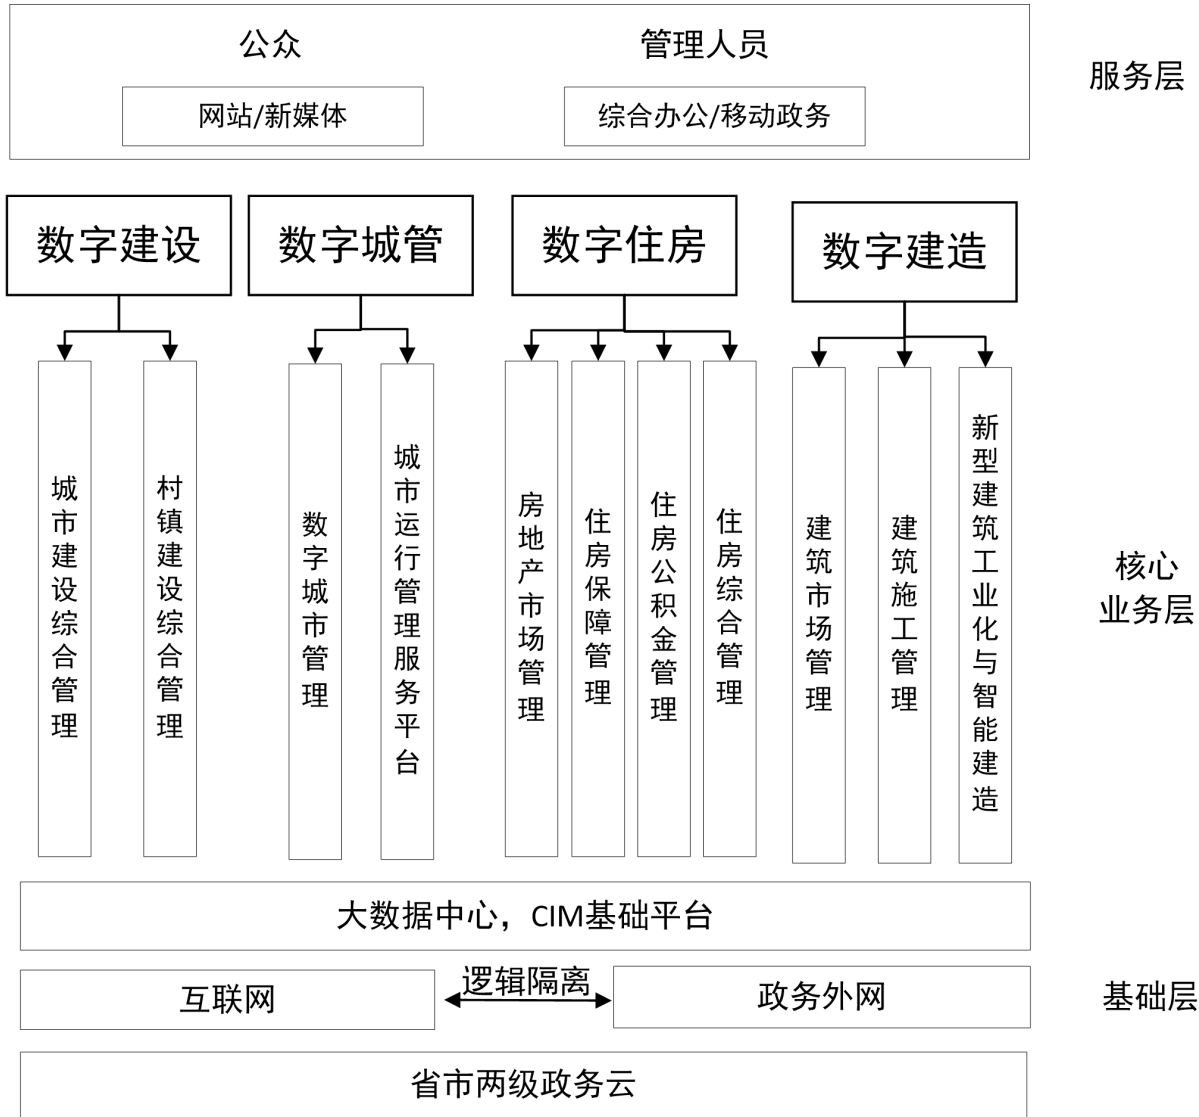 公众
管理人员
服务层
网站/新媒体
综合办公/移动政务
数字建设
数字城管
数字住房
数字建造
城市建设综合管理
村镇建设综合管理
数字城市管理
城市运行管理服务平台
房地产市场管理
住房保障管理
住房公积金管理
住房综合管理
建筑市场管理
建筑施工管理
新型建筑工业化与智能建造
核心
业务层
大数据中心，CIM基础平台
互联网
逻辑隔离
政务外网
基础层
省市两级政务云